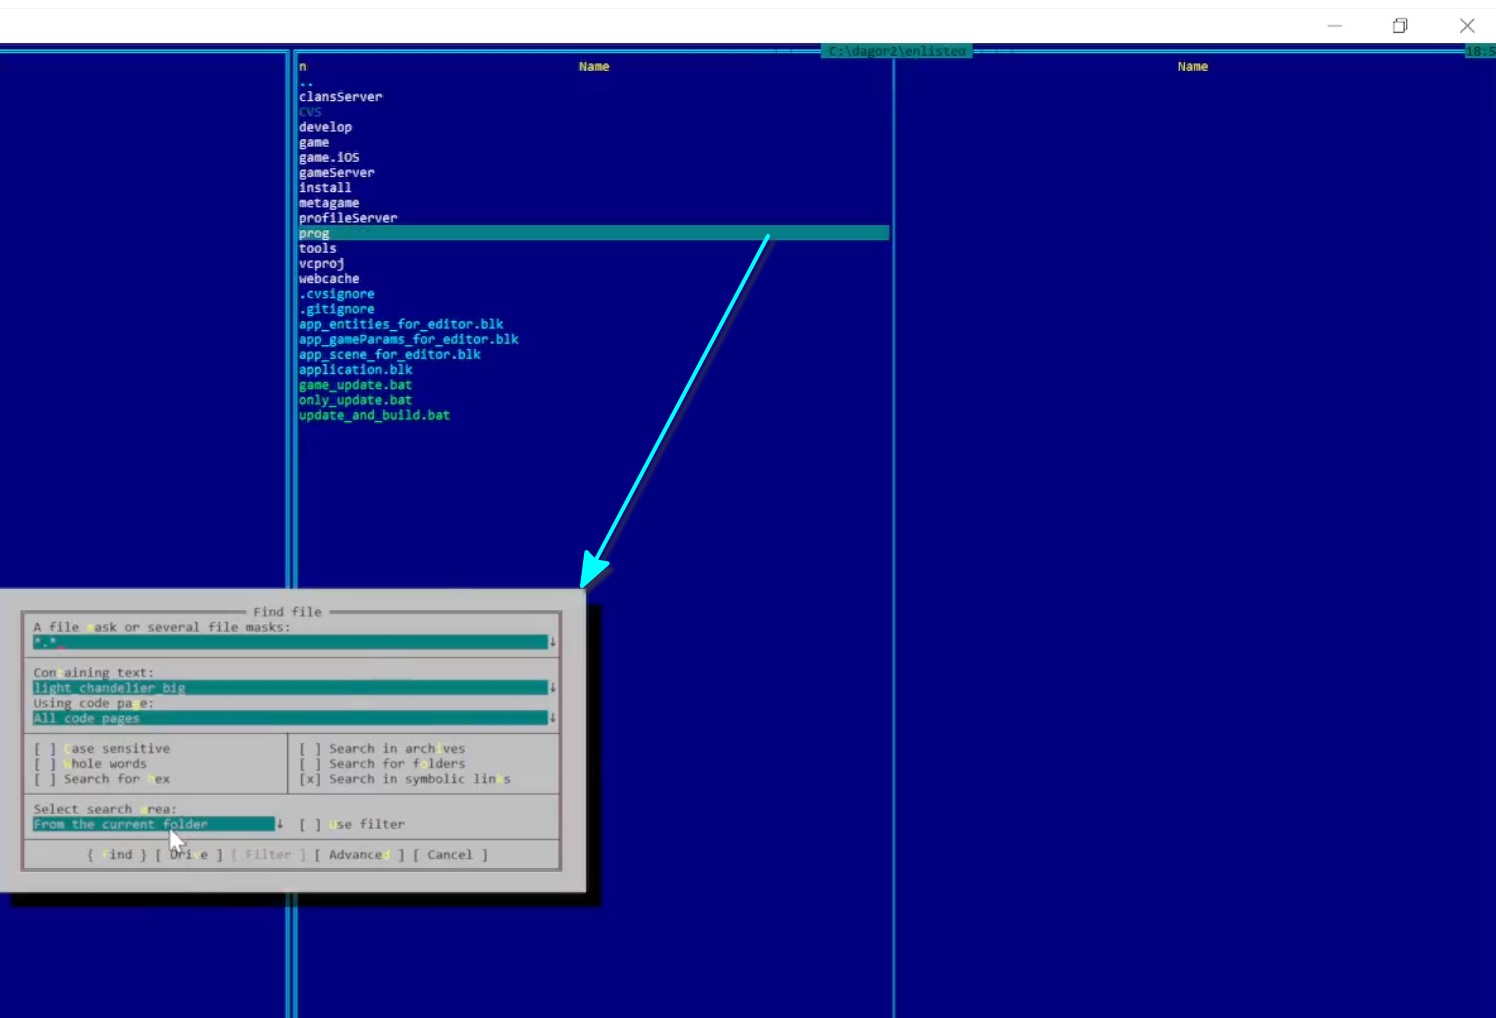 C:\dagor2\enlisted
18:5
n Name Name
..
clansServer
CVS
develop
game
game.iOS
gameServer
install
metagame
profileServer
prog
tools
vcproj
webcache
.cvsignore
.gitignore
app_entities_for_editor.blk
app_gameParams_for_editor.blk
app_scene_for_editor.blk
application.blk
game_update.bat
only_update.bat
update_and_build.bat
Find file
A file mask or several file masks:
*.*
Containing text:
light_chandelier_big
Using code page:
All code pages
[ ] Case sensitive [ ] Search in archives
[ ] Whole words [ ] Search for folders
[ ] Search for hex [x] Search in symbolic links
Select search area:
From the current folder [ ] Use filter
{ Find } [ Drive ] [ Filter ] [ Advanced ] [ Cancel ]